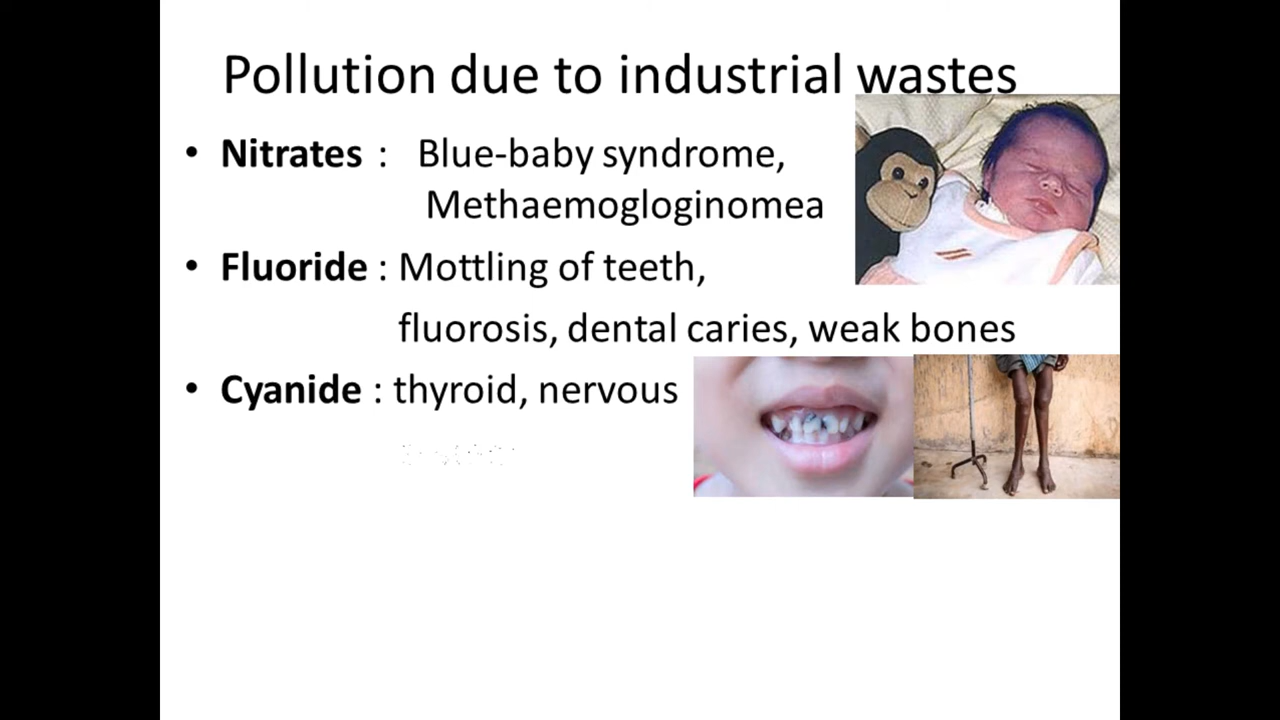 Pollution due to industrial wastes
• Nitrates : Blue-baby syndrome,
Methaemogloginomea
• Fluoride : Mottling of teeth,
fluorosis, dental caries, weak bones
• Cyanide : thyroid, nervous